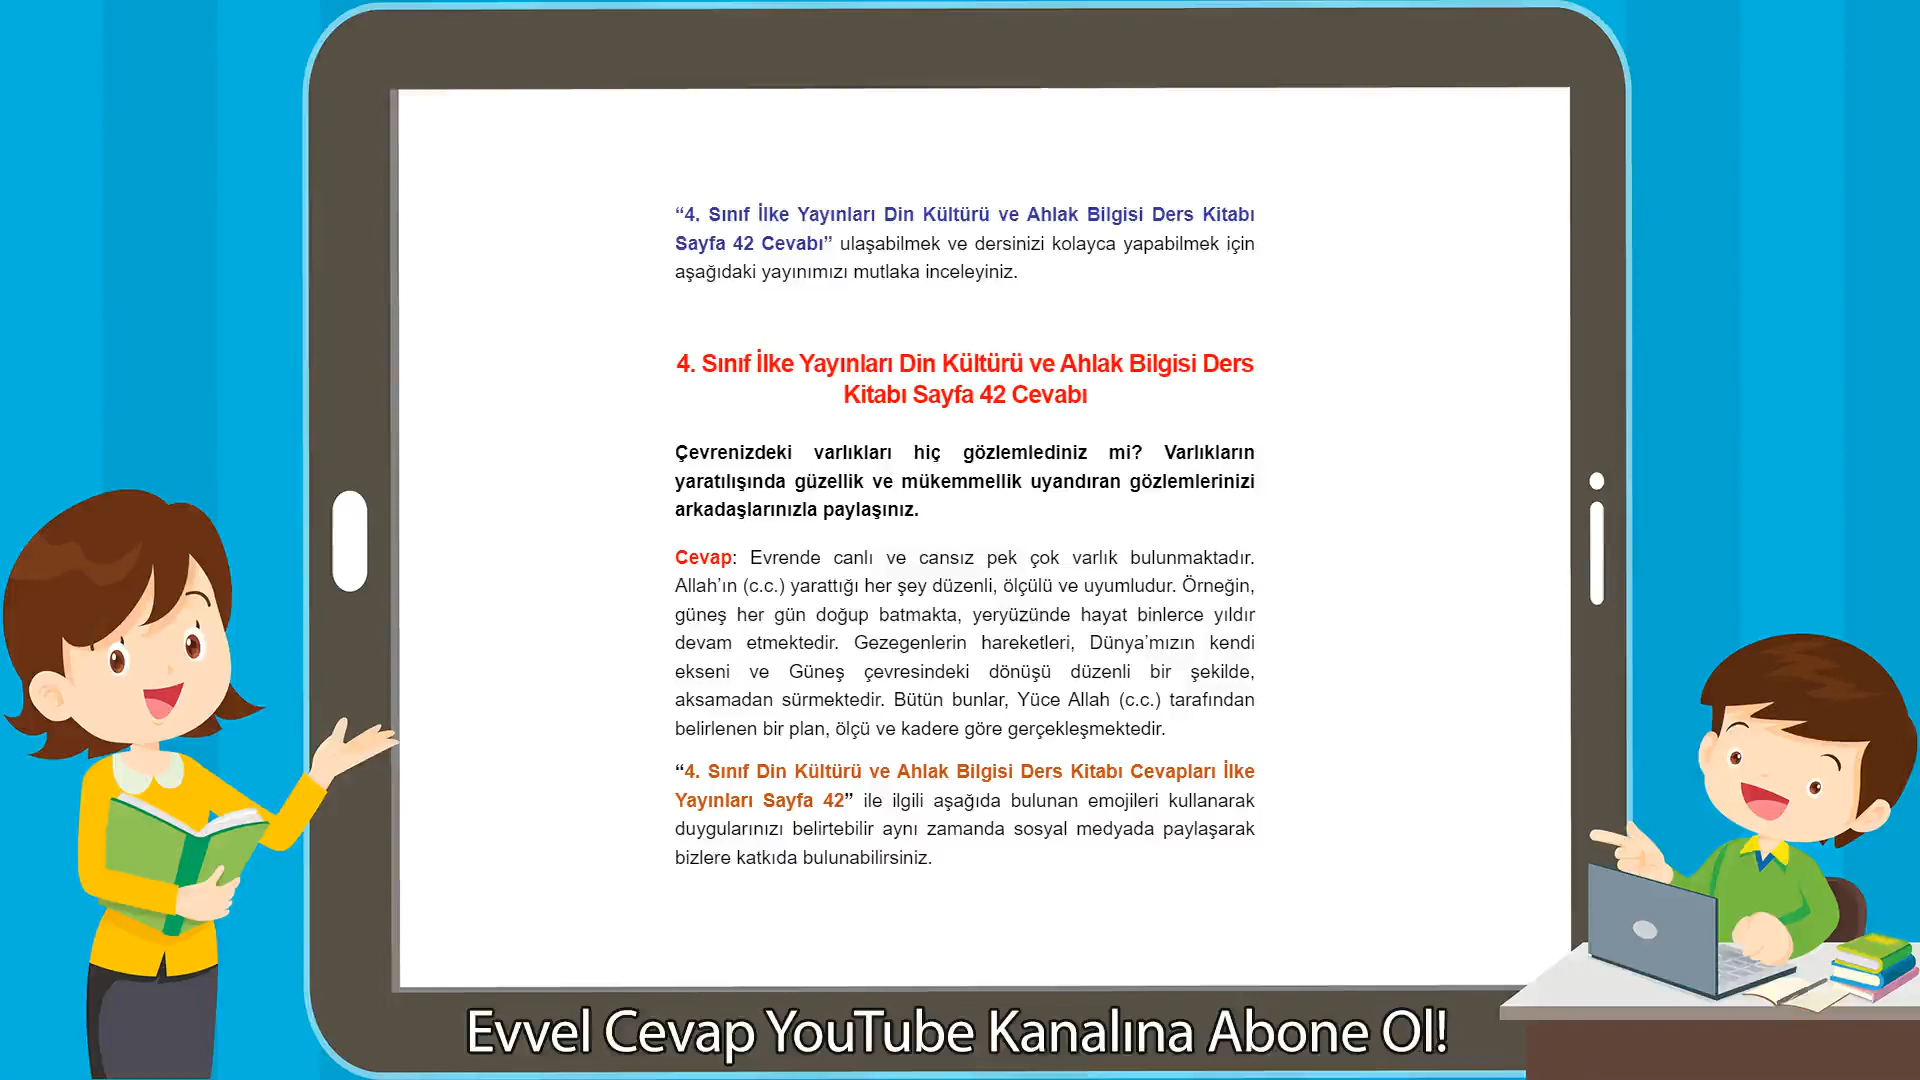 “4. Sınıf İlke Yayınları Din Kültürü ve Ahlak Bilgisi Ders Kitabı
Sayfa 42 Cevabı” ulaşabilmek ve dersinizi kolayca yapabilmek için
aşağıdaki yayınımızı mutlaka inceleyiniz.
4. Sınıf İlke Yayınları Din Kültürü ve Ahlak Bilgisi Ders
Kitabı Sayfa 42 Cevabı
Çevrenizdeki varlıkları hiç gözlemlediniz mi? Varlıkların
yaratılışında güzellik ve mükemmellik uyandıran gözlemlerinizi
arkadaşlarınızla paylaşınız.
Cevap: Evrende canlı ve cansız pek çok varlık bulunmaktadır.
Allah’ın (c.c.) yarattığı her şey düzenli, ölçülü ve uyumludur. Örneğin,
güneş her gün doğup batmakta, yeryüzünde hayat binlerce yıldır
devam etmektedir. Gezegenlerin hareketleri, Dünya’mızın kendi
ekseni ve Güneş çevresindeki dönüşü düzenli bir şekilde,
aksamadan sürmektedir. Bütün bunlar, Yüce Allah (c.c.) tarafından
belirlenen bir plan, ölçü ve kadere göre gerçekleşmektedir.
“4. Sınıf Din Kültürü ve Ahlak Bilgisi Ders Kitabı Cevapları İlke
Yayınları Sayfa 42” ile ilgili aşağıda bulunan emojileri kullanarak
duygularınızı belirtebilir aynı zamanda sosyal medyada paylaşarak
bizlere katkıda bulunabilirsiniz.
Evvel Cevap YouTube Kanalına Abone Ol!